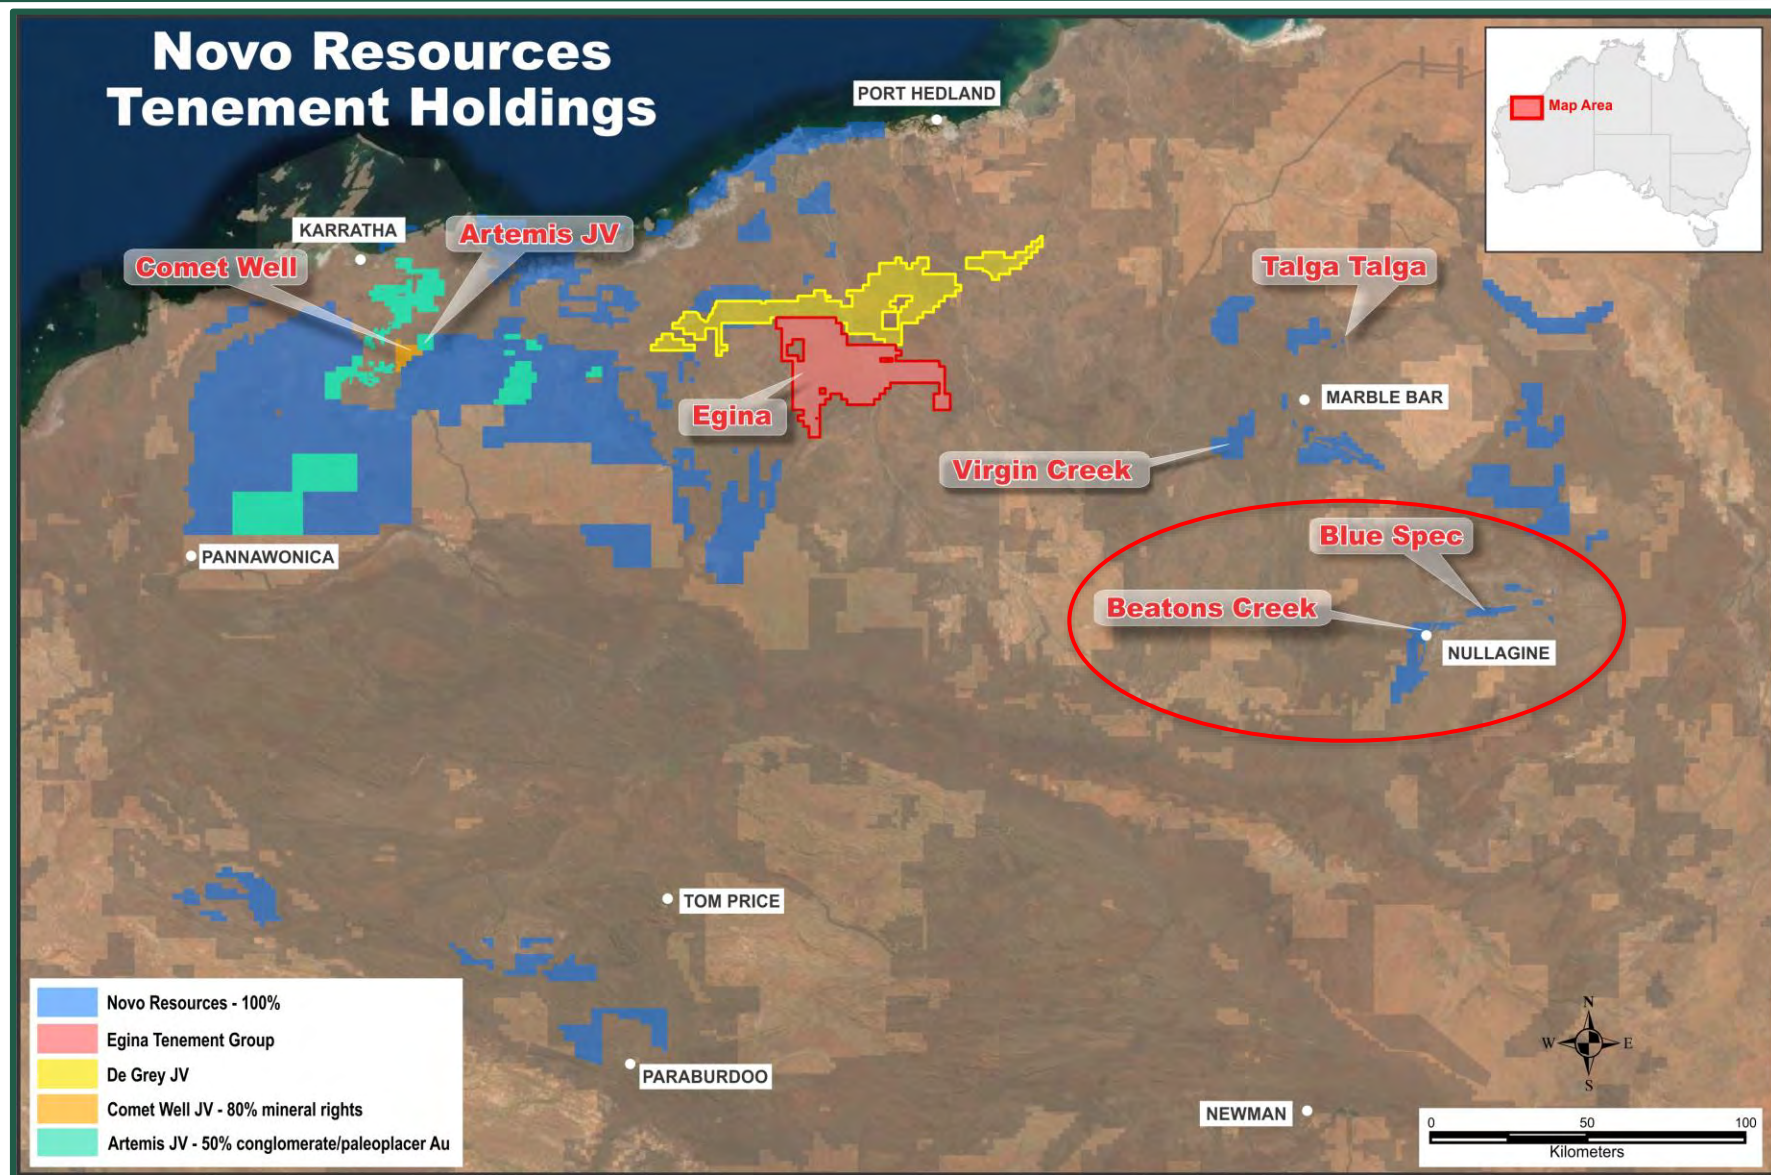 Novo Resources
Tenement Holdings
PORT HEDLAND
Map Area
KARRATHA
Artemis JV
Comet Well
Talga Talga
MARBLE BAR
Egina
Virgin Creek
Blue Spec
PANNAWONICA
Beatons Creek
NULLAGINE
TOM PRICE
PARABURDOO
NEWMAN
Novo Resources - 100%
Egina Tenement Group
De Grey JV
Comet Well JV - 80% mineral rights
Artemis JV - 50% conglomerate/paleoplacer Au
N
W E
S
0 50 100
Kilometers